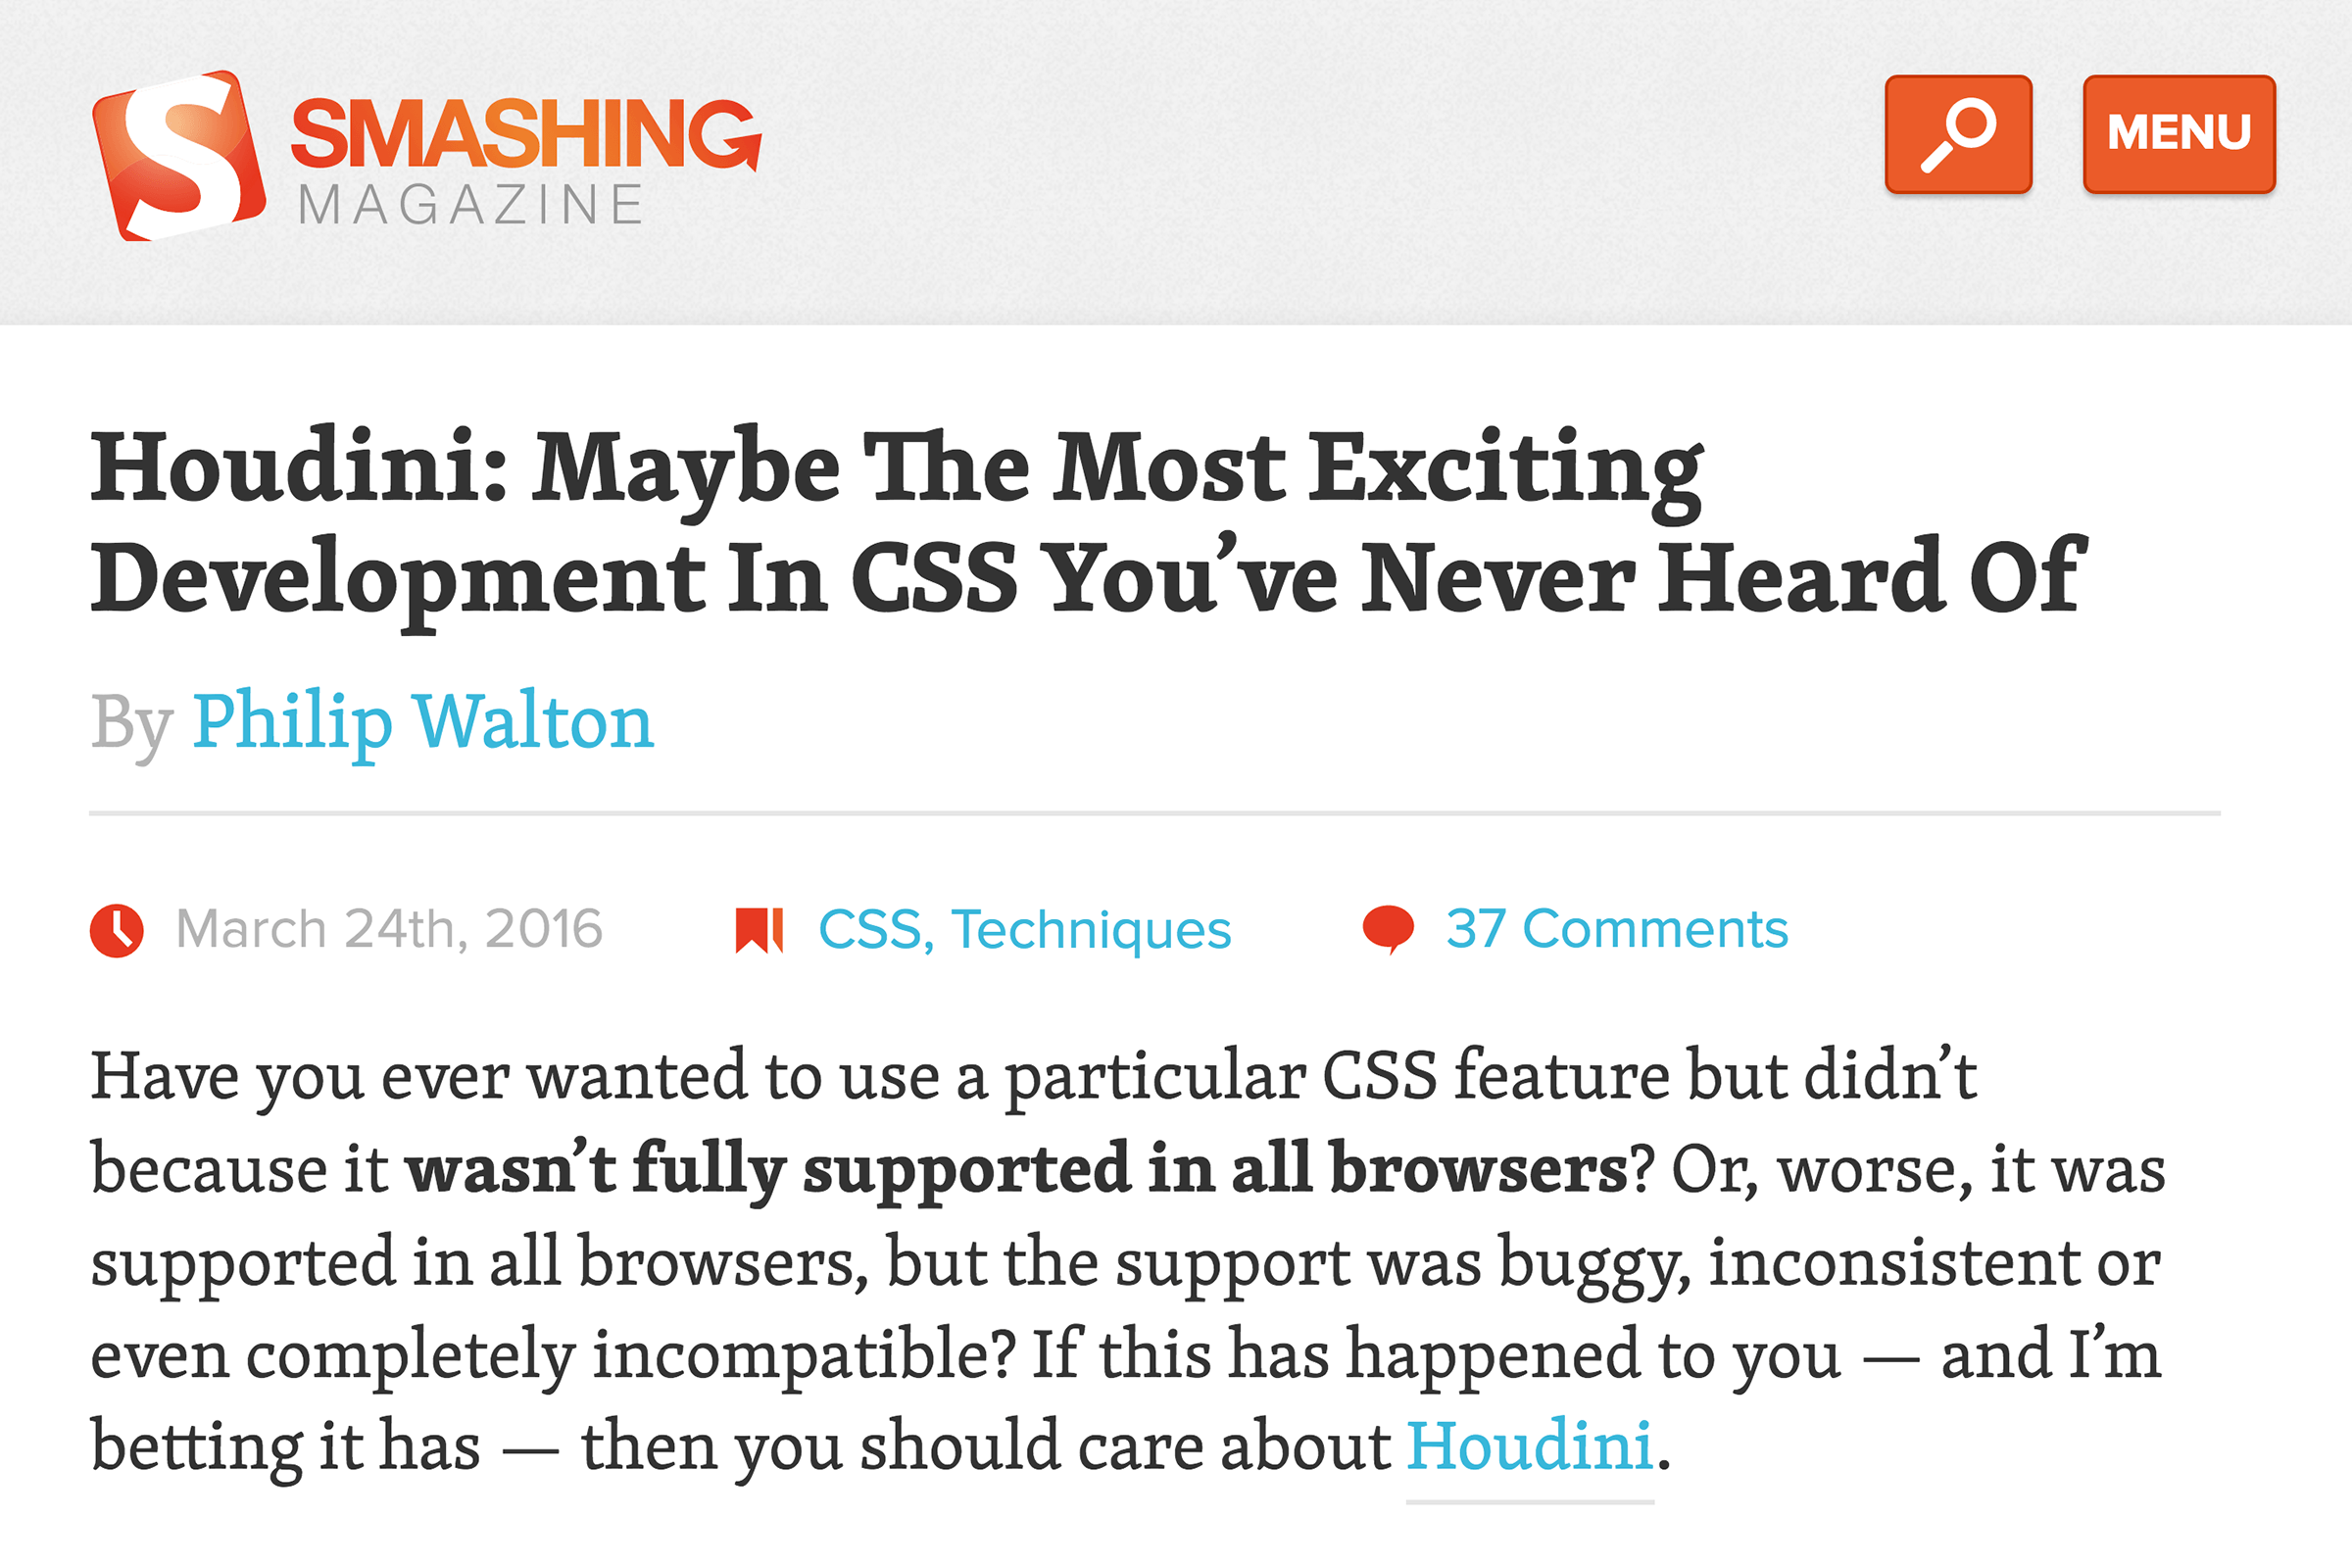 S SMASHING
MAGAZINE
MENU
Houdini: Maybe The Most Exciting
Development In CSS You’ve Never Heard Of
By Philip Walton
March 24th, 2016 CSS, Techniques 37 Comments
Have you ever wanted to use a particular CSS feature but didn’t
because it wasn’t fully supported in all browsers? Or, worse, it was
supported in all browsers, but the support was buggy, inconsistent or
even completely incompatible? If this has happened to you — and I’m
betting it has — then you should care about Houdini.